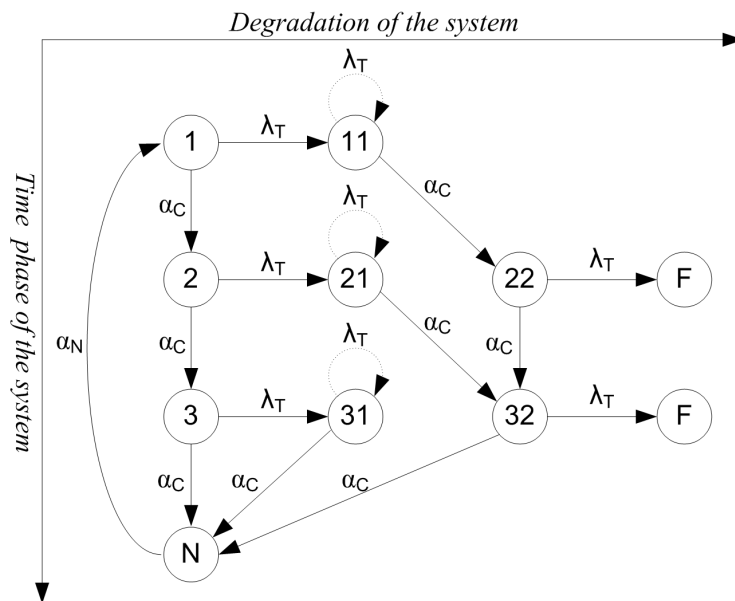 Degradation of the system
Time phase of the system
λT
1
λT
11
αC
αC
λT
2
λT
21
22
λT
F
αN
αC
αC
αC
λT
3
λT
31
32
λT
F
αC
αC
αC
N